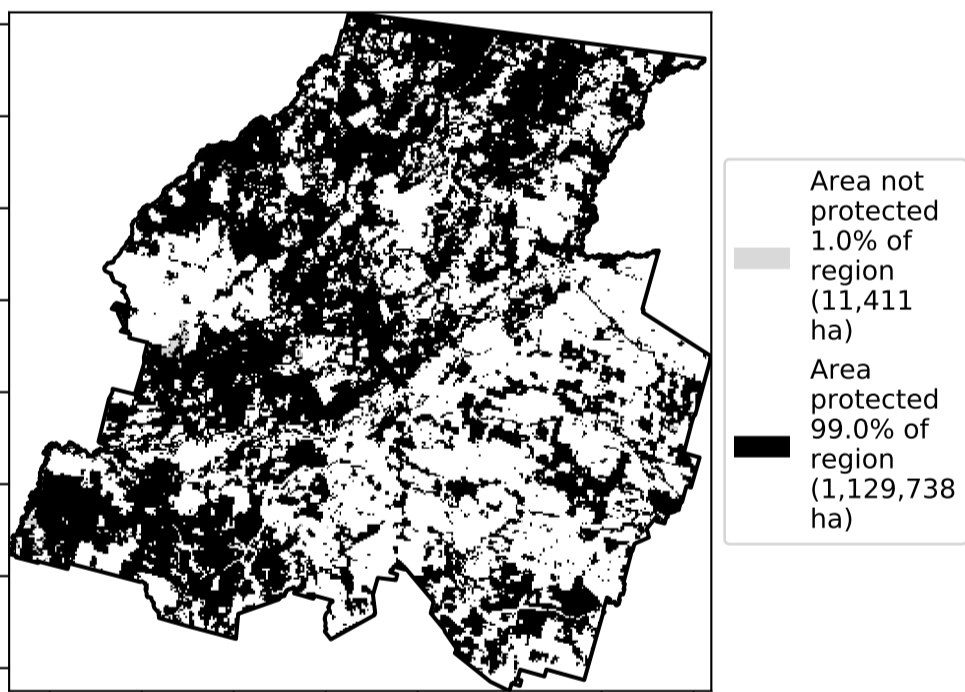 Area not
protected
1.0% of
region
(11,411
ha)
Area
protected
99.0% of
region
(1,129,738
ha)